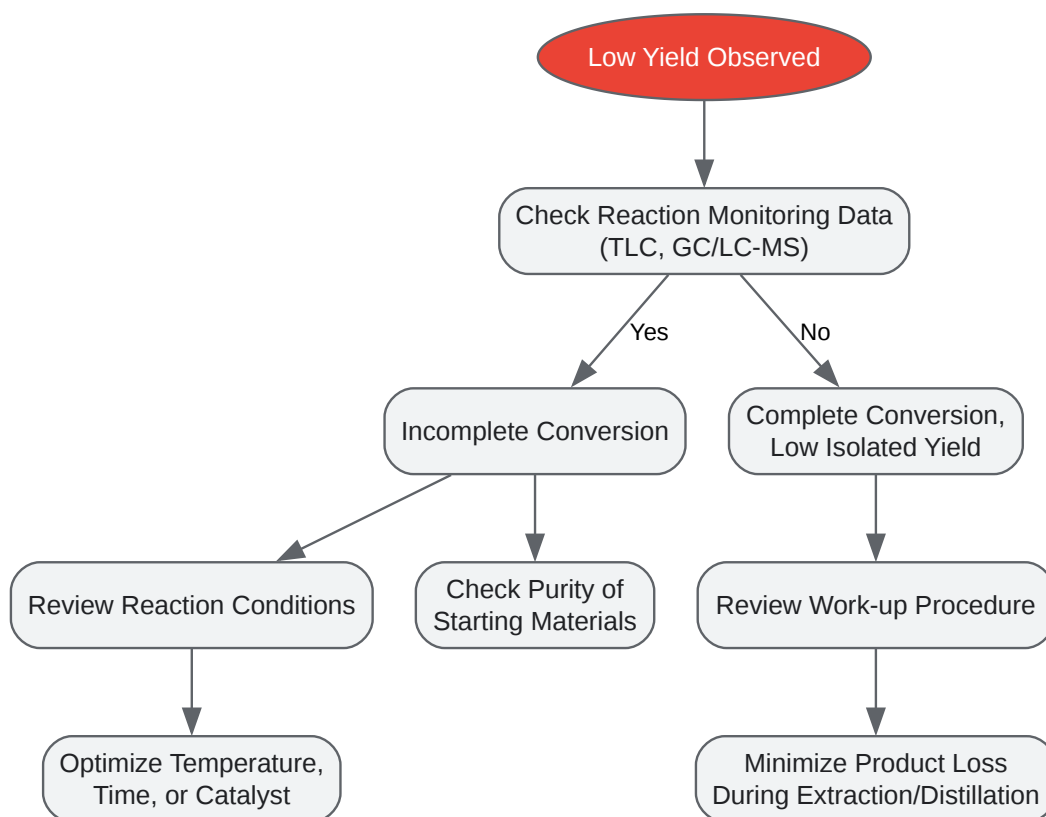 Low Yield Observed
Check Reaction Monitoring Data
(TLC, GC/LC-MS)
Yes
No
Incomplete Conversion
Complete Conversion,
Low Isolated Yield
Review Reaction Conditions
Check Purity of
Starting Materials
Review Work-up Procedure
Optimize Temperature,
Time, or Catalyst
Minimize Product Loss
During Extraction/Distillation